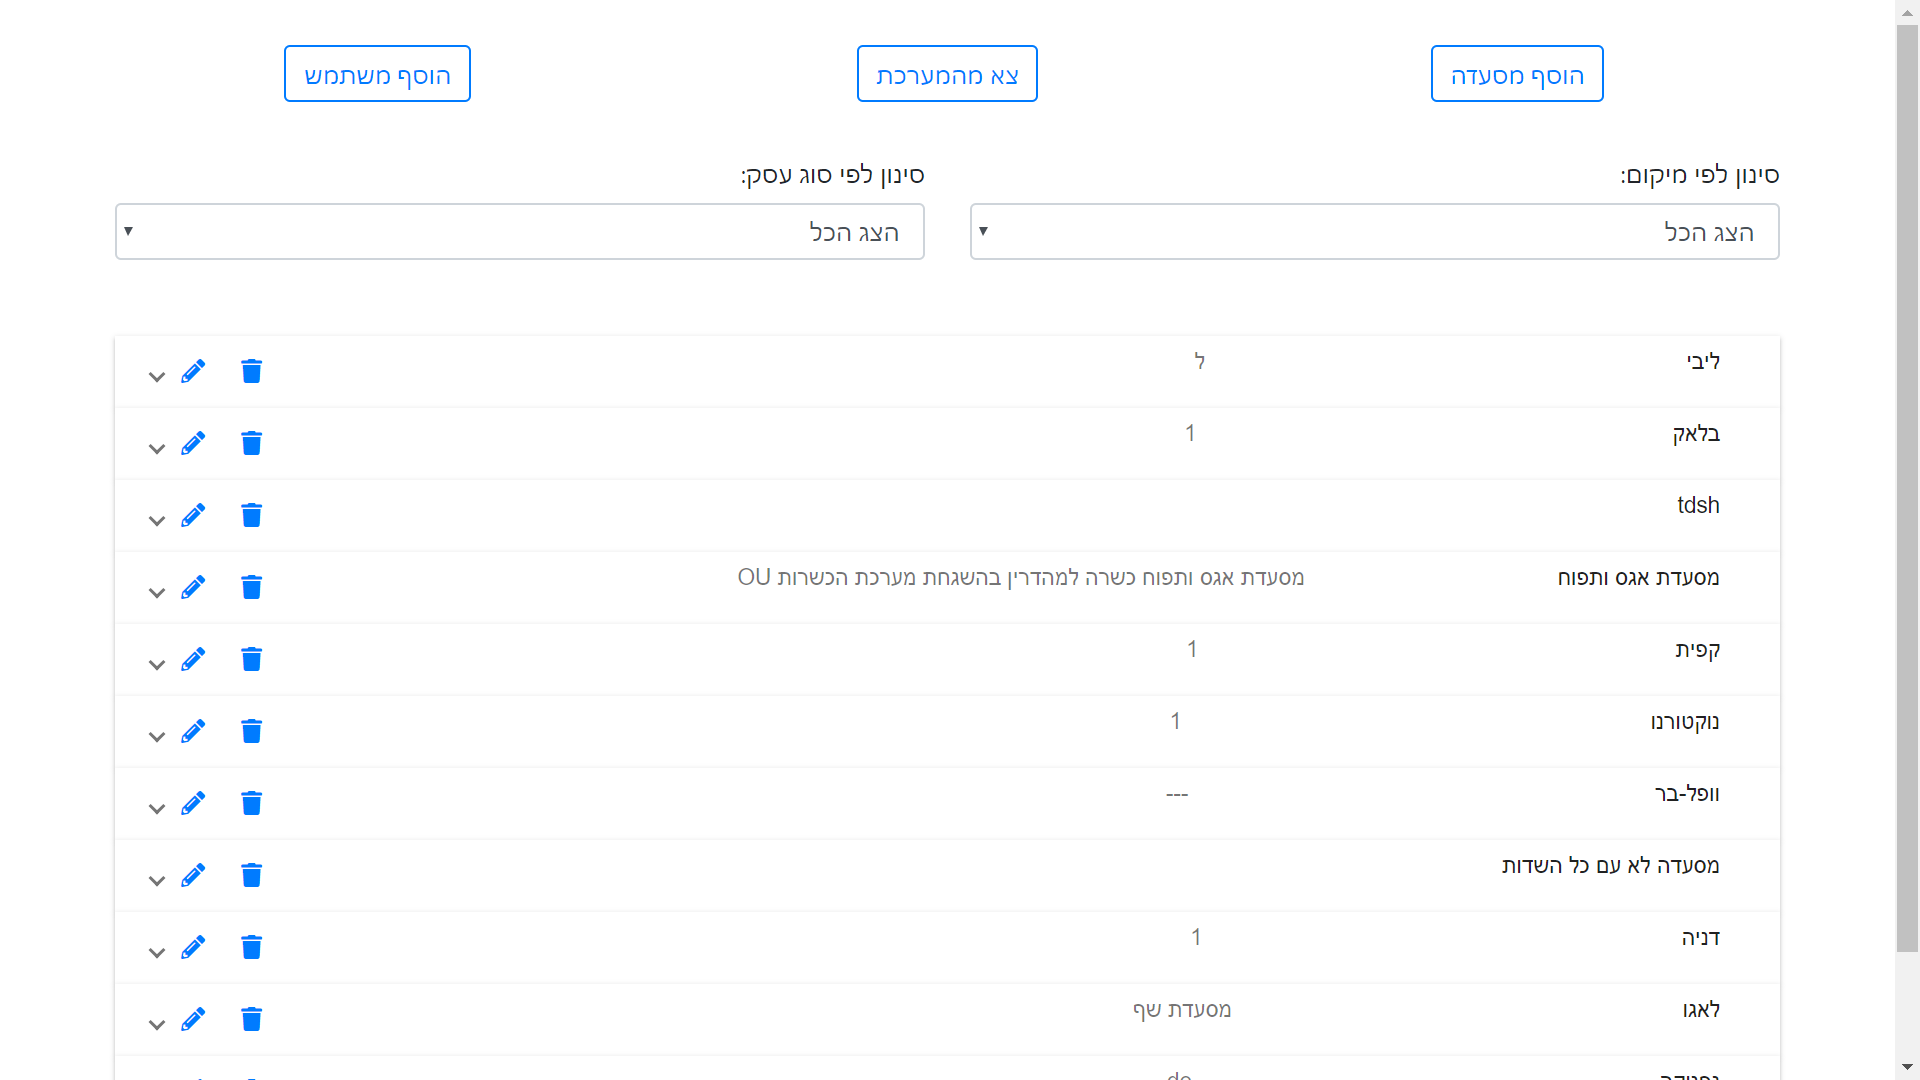 הוסף מסעדה צא מהמערכת הוסף משתמש
סינון לפי מיקום: סינון לפי סוג עסק:
הצג הכל הצג הכל
ליבי ל
בלאק 1
tdsh
מסעדת אגס ותפוח מסעדת אגס ותפוח כשרה למהדרין בהשגחת מערכת הכשרות OU
קפית 1
נוקטורנו 1
וופל-בר ---
מסעדה לא עם כל השדות
דניה 1
לאגו מסעדת שף